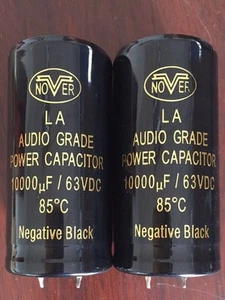 NOVER
LA
AUDIO GRADE
POWER CAPACITOR
10000µF / 63VDC
85°C
Negative Black
NOVER
LA
AUDIO GRADE
POWER CAPACITOR
10000µF / 63VDC
85°C
Negative Black